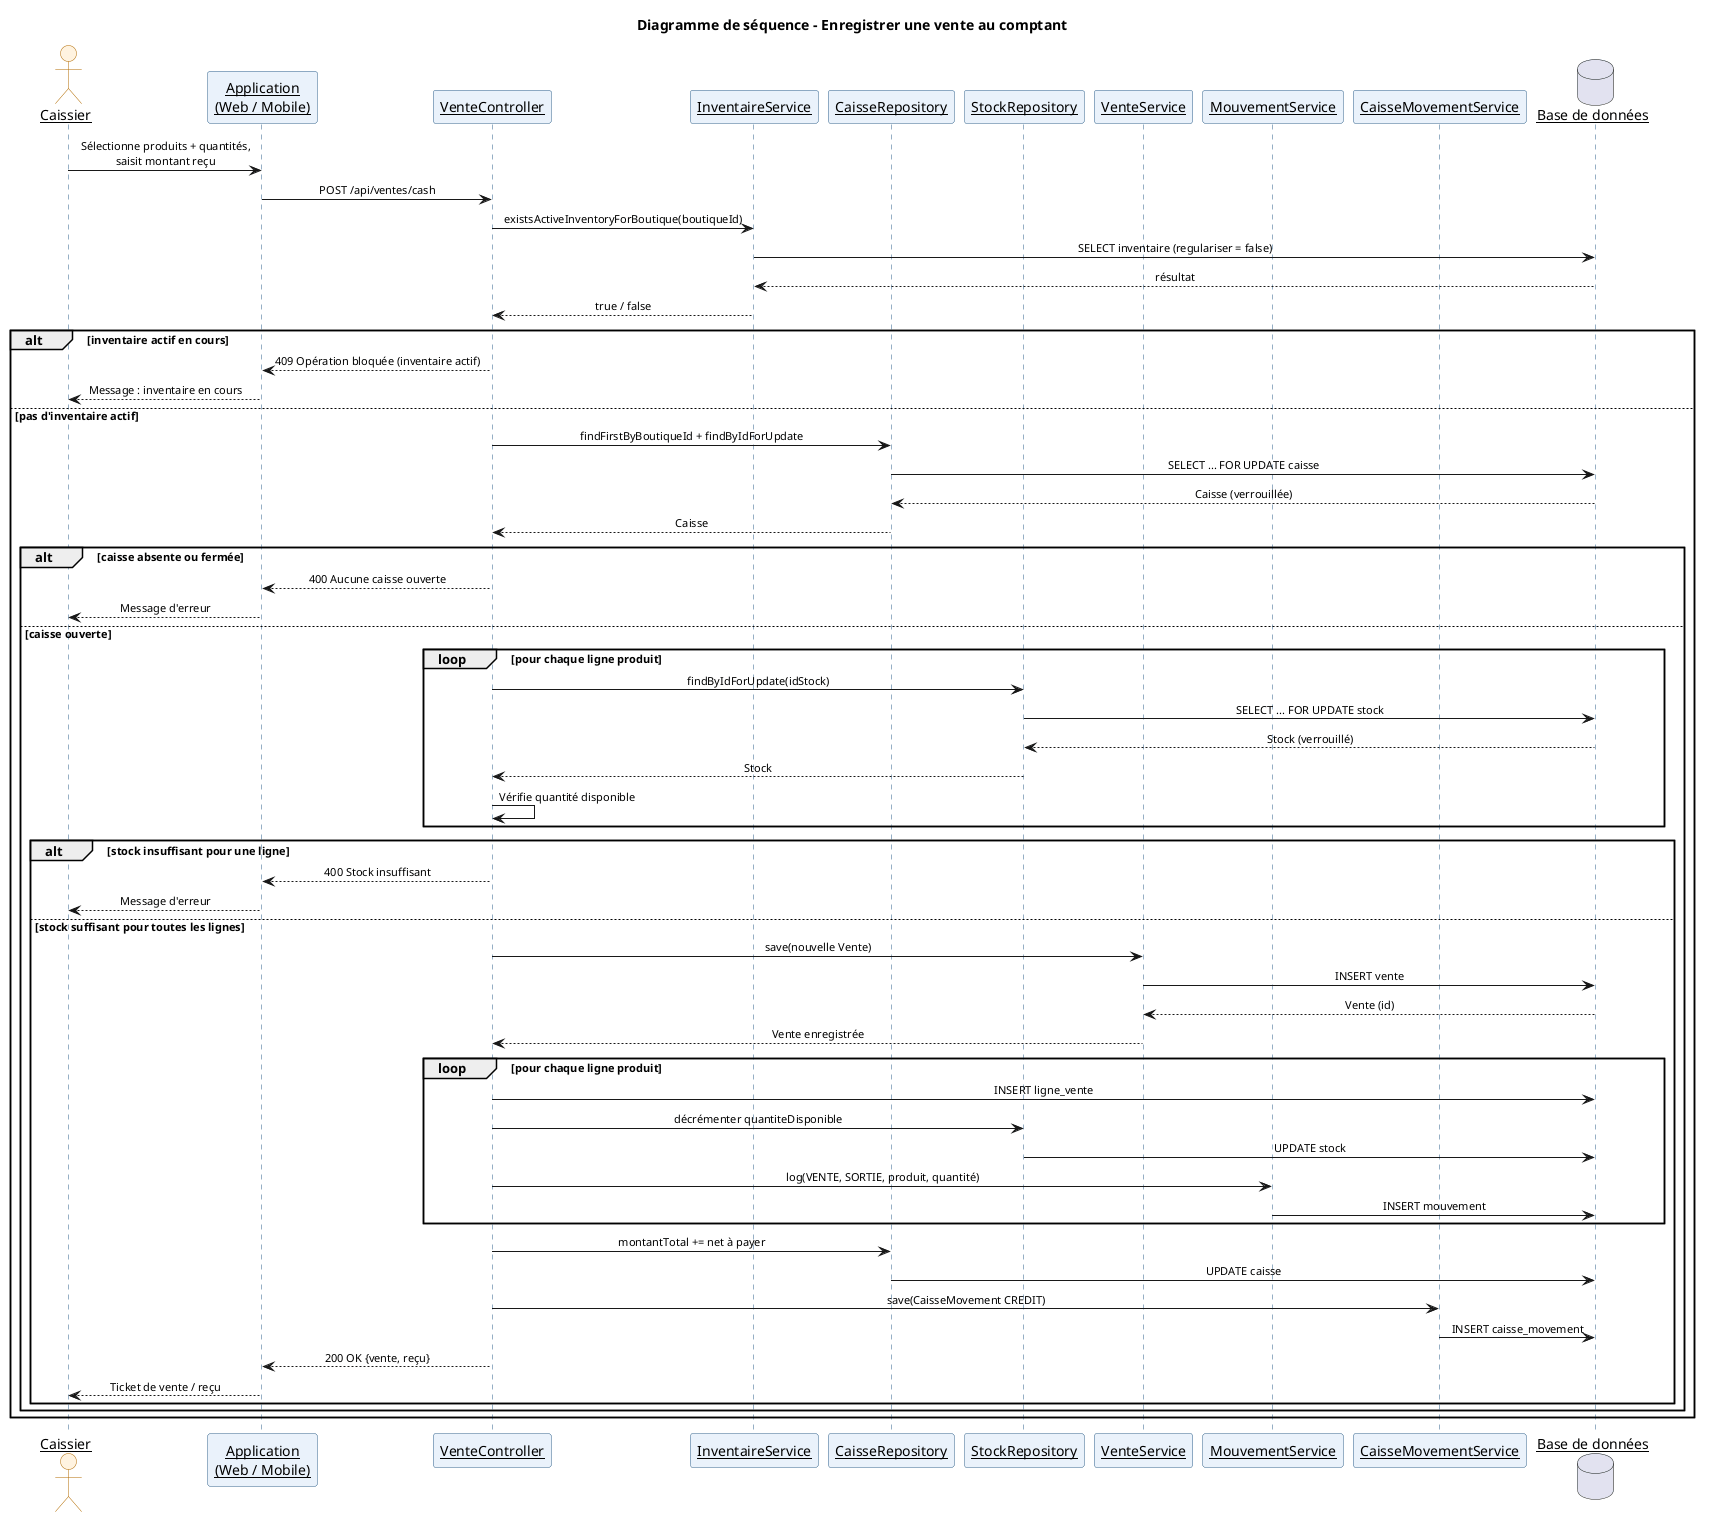 Diagramme de séquence - Enregistrer une vente au comptant
Caissier
Application
(Web / Mobile)
VenteController
InventaireService
CaisseRepository
StockRepository
VenteService
MouvementService
CaisseMovementService
Base de données
Sélectionne produits + quantités,
saisit montant reçu
POST /api/ventes/cash
existsActiveInventoryForBoutique(boutiqueId)
SELECT inventaire (regulariser = false)
résultat
true / false
alt [inventaire actif en cours]
409 Opération bloquée (inventaire actif)
Message : inventaire en cours
[pas d'inventaire actif]
findFirstByBoutiqueId + findByIdForUpdate
SELECT ... FOR UPDATE caisse
Caisse (verrouillée)
Caisse
alt [caisse absente ou fermée]
400 Aucune caisse ouverte
Message d'erreur
[caisse ouverte]
loop [pour chaque ligne produit]
findByIdForUpdate(idStock)
SELECT ... FOR UPDATE stock
Stock (verrouillé)
Stock
Vérifie quantité disponible
alt [stock insuffisant pour une ligne]
400 Stock insuffisant
Message d'erreur
[stock suffisant pour toutes les lignes]
save(nouvelle Vente)
INSERT vente
Vente (id)
Vente enregistrée
loop [pour chaque ligne produit]
INSERT ligne_vente
décrémenter quantiteDisponible
UPDATE stock
log(VENTE, SORTIE, produit, quantité)
INSERT mouvement
montantTotal += net à payer
UPDATE caisse
save(CaisseMovement CREDIT)
INSERT caisse_movement
200 OK {vente, reçu}
Ticket de vente / reçu
Caissier
Application
(Web / Mobile)
VenteController
InventaireService
CaisseRepository
StockRepository
VenteService
MouvementService
CaisseMovementService
Base de données